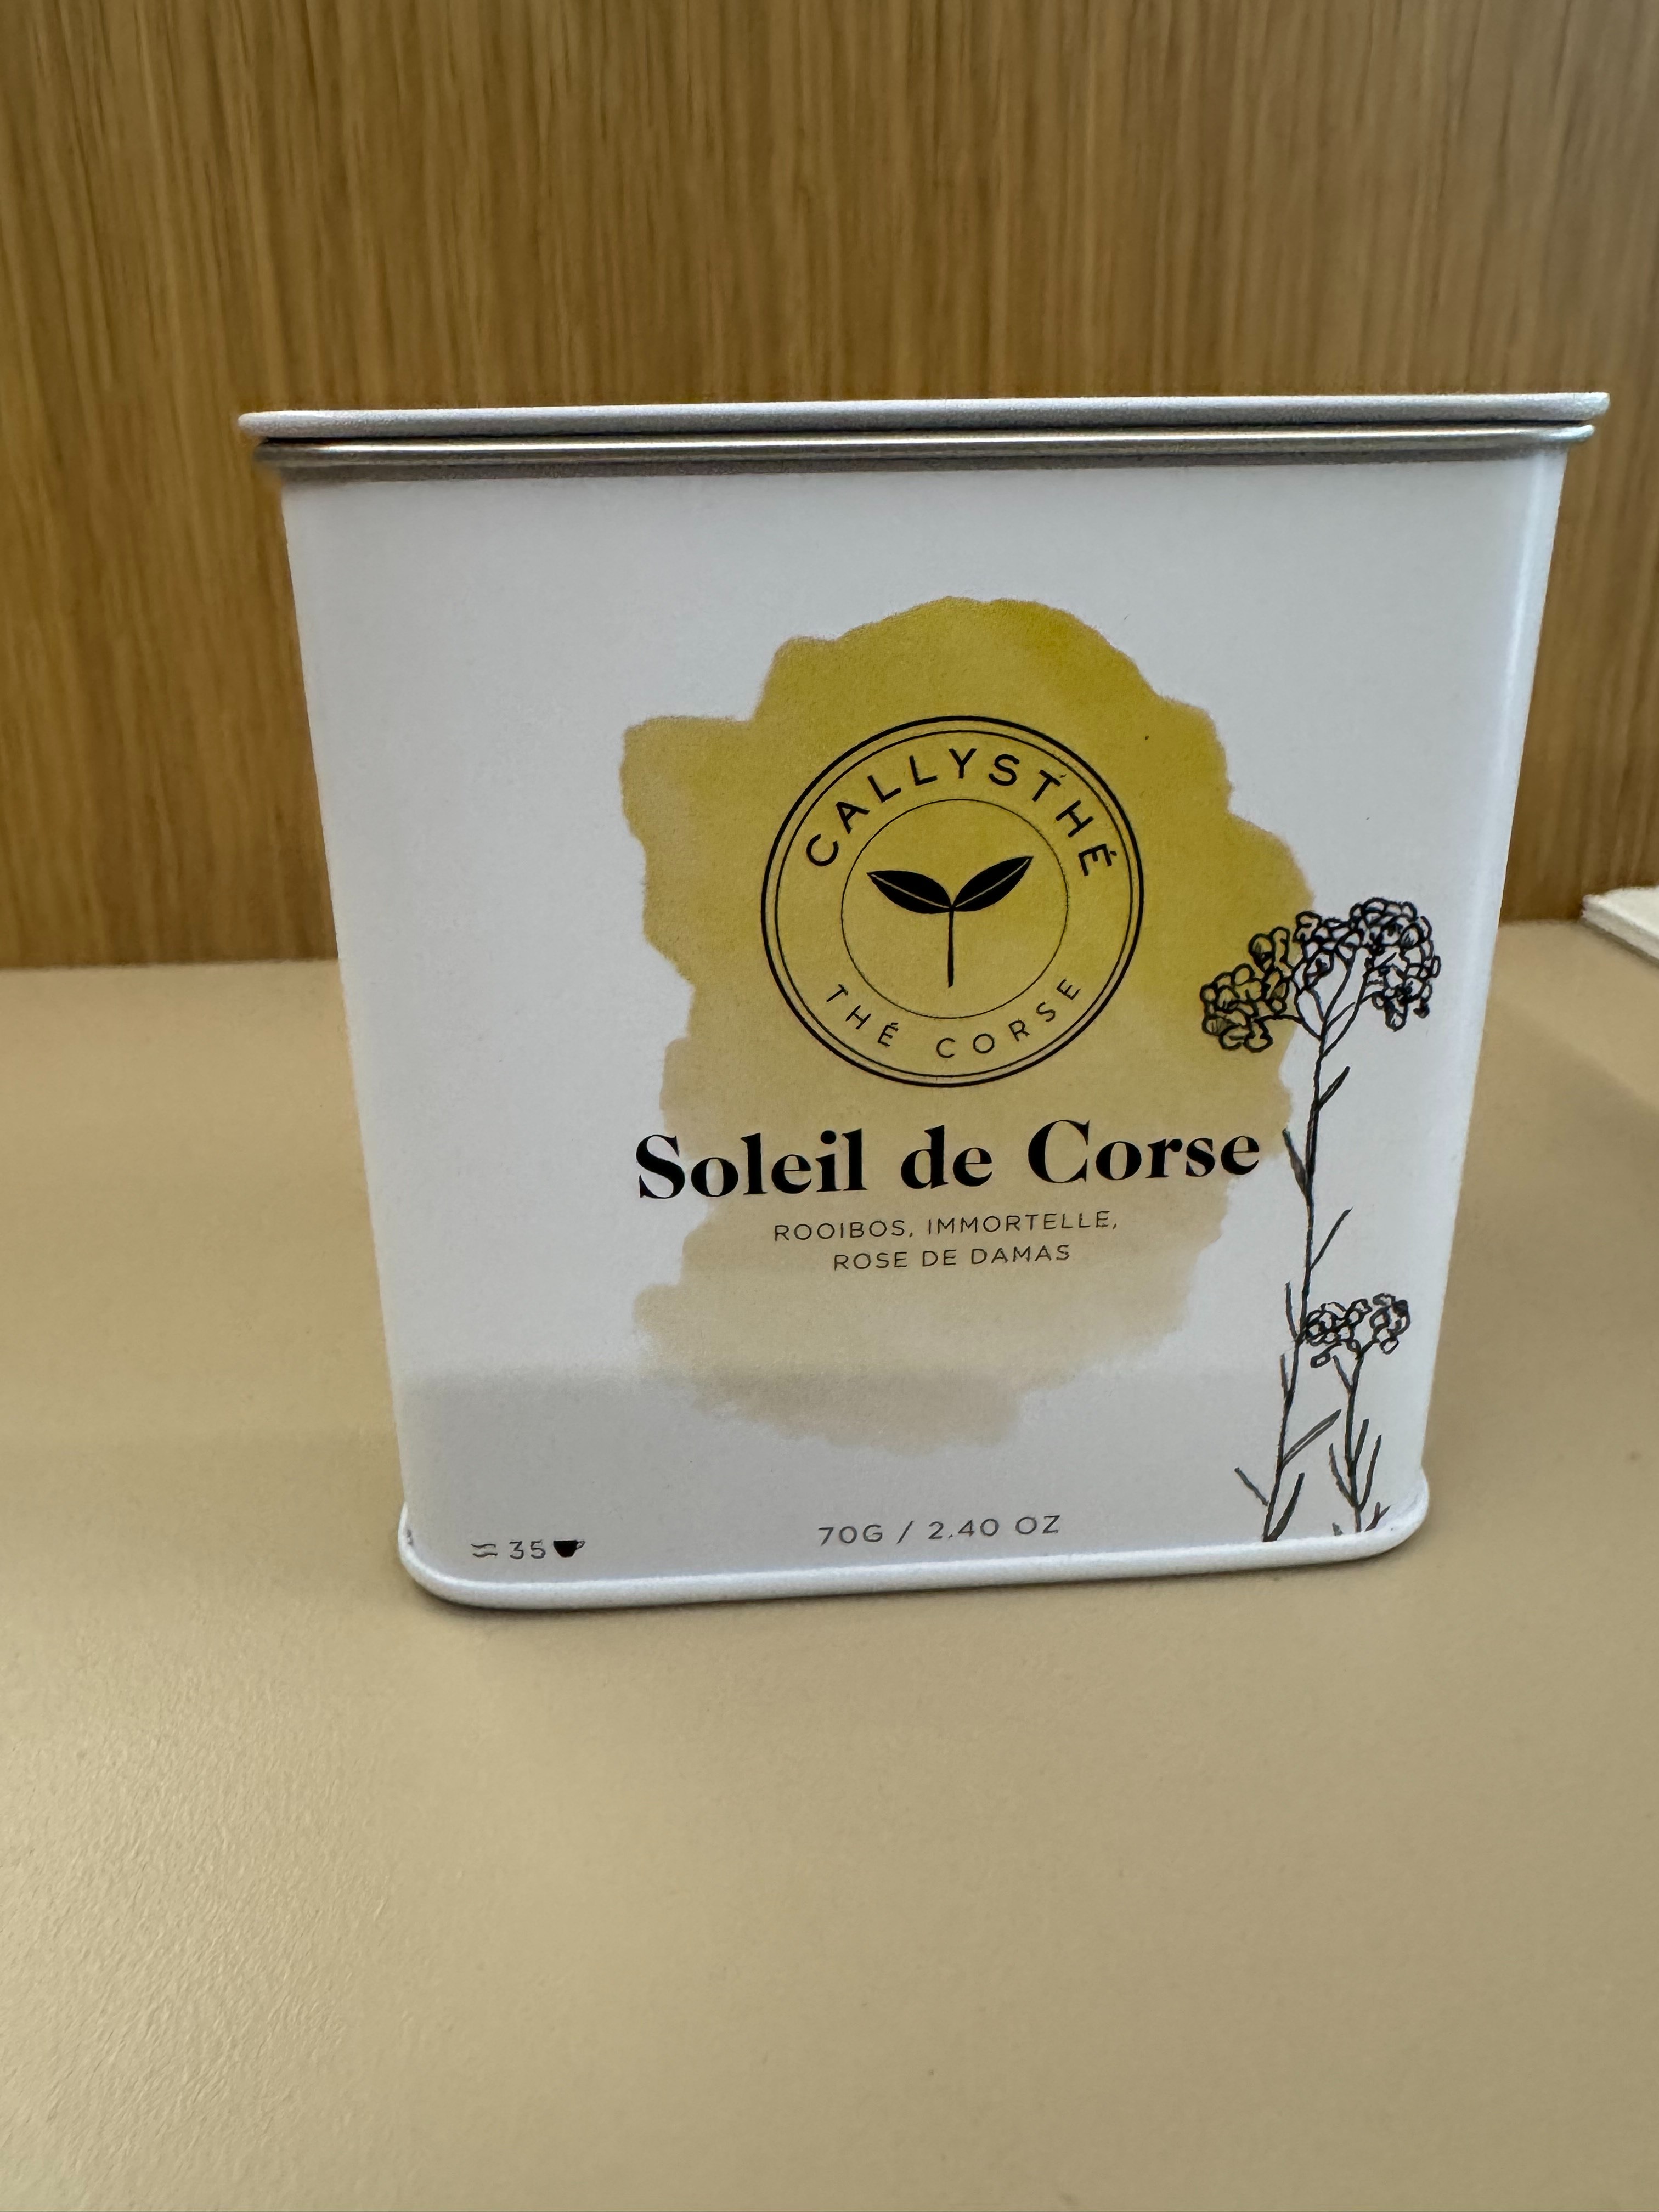 CALLYSTHÉ
THÉ CORSE
Soleil de Corse
ROOIBOS, IMMORTELLE,
ROSE DE DAMAS
≈ 35
70G / 2.40 OZ